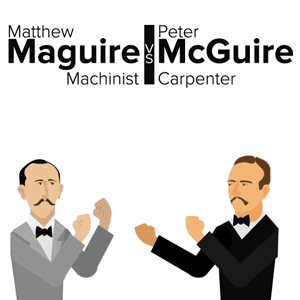 Matthew
Maguire
Machinist
VS
Peter
McGuire
Carpenter